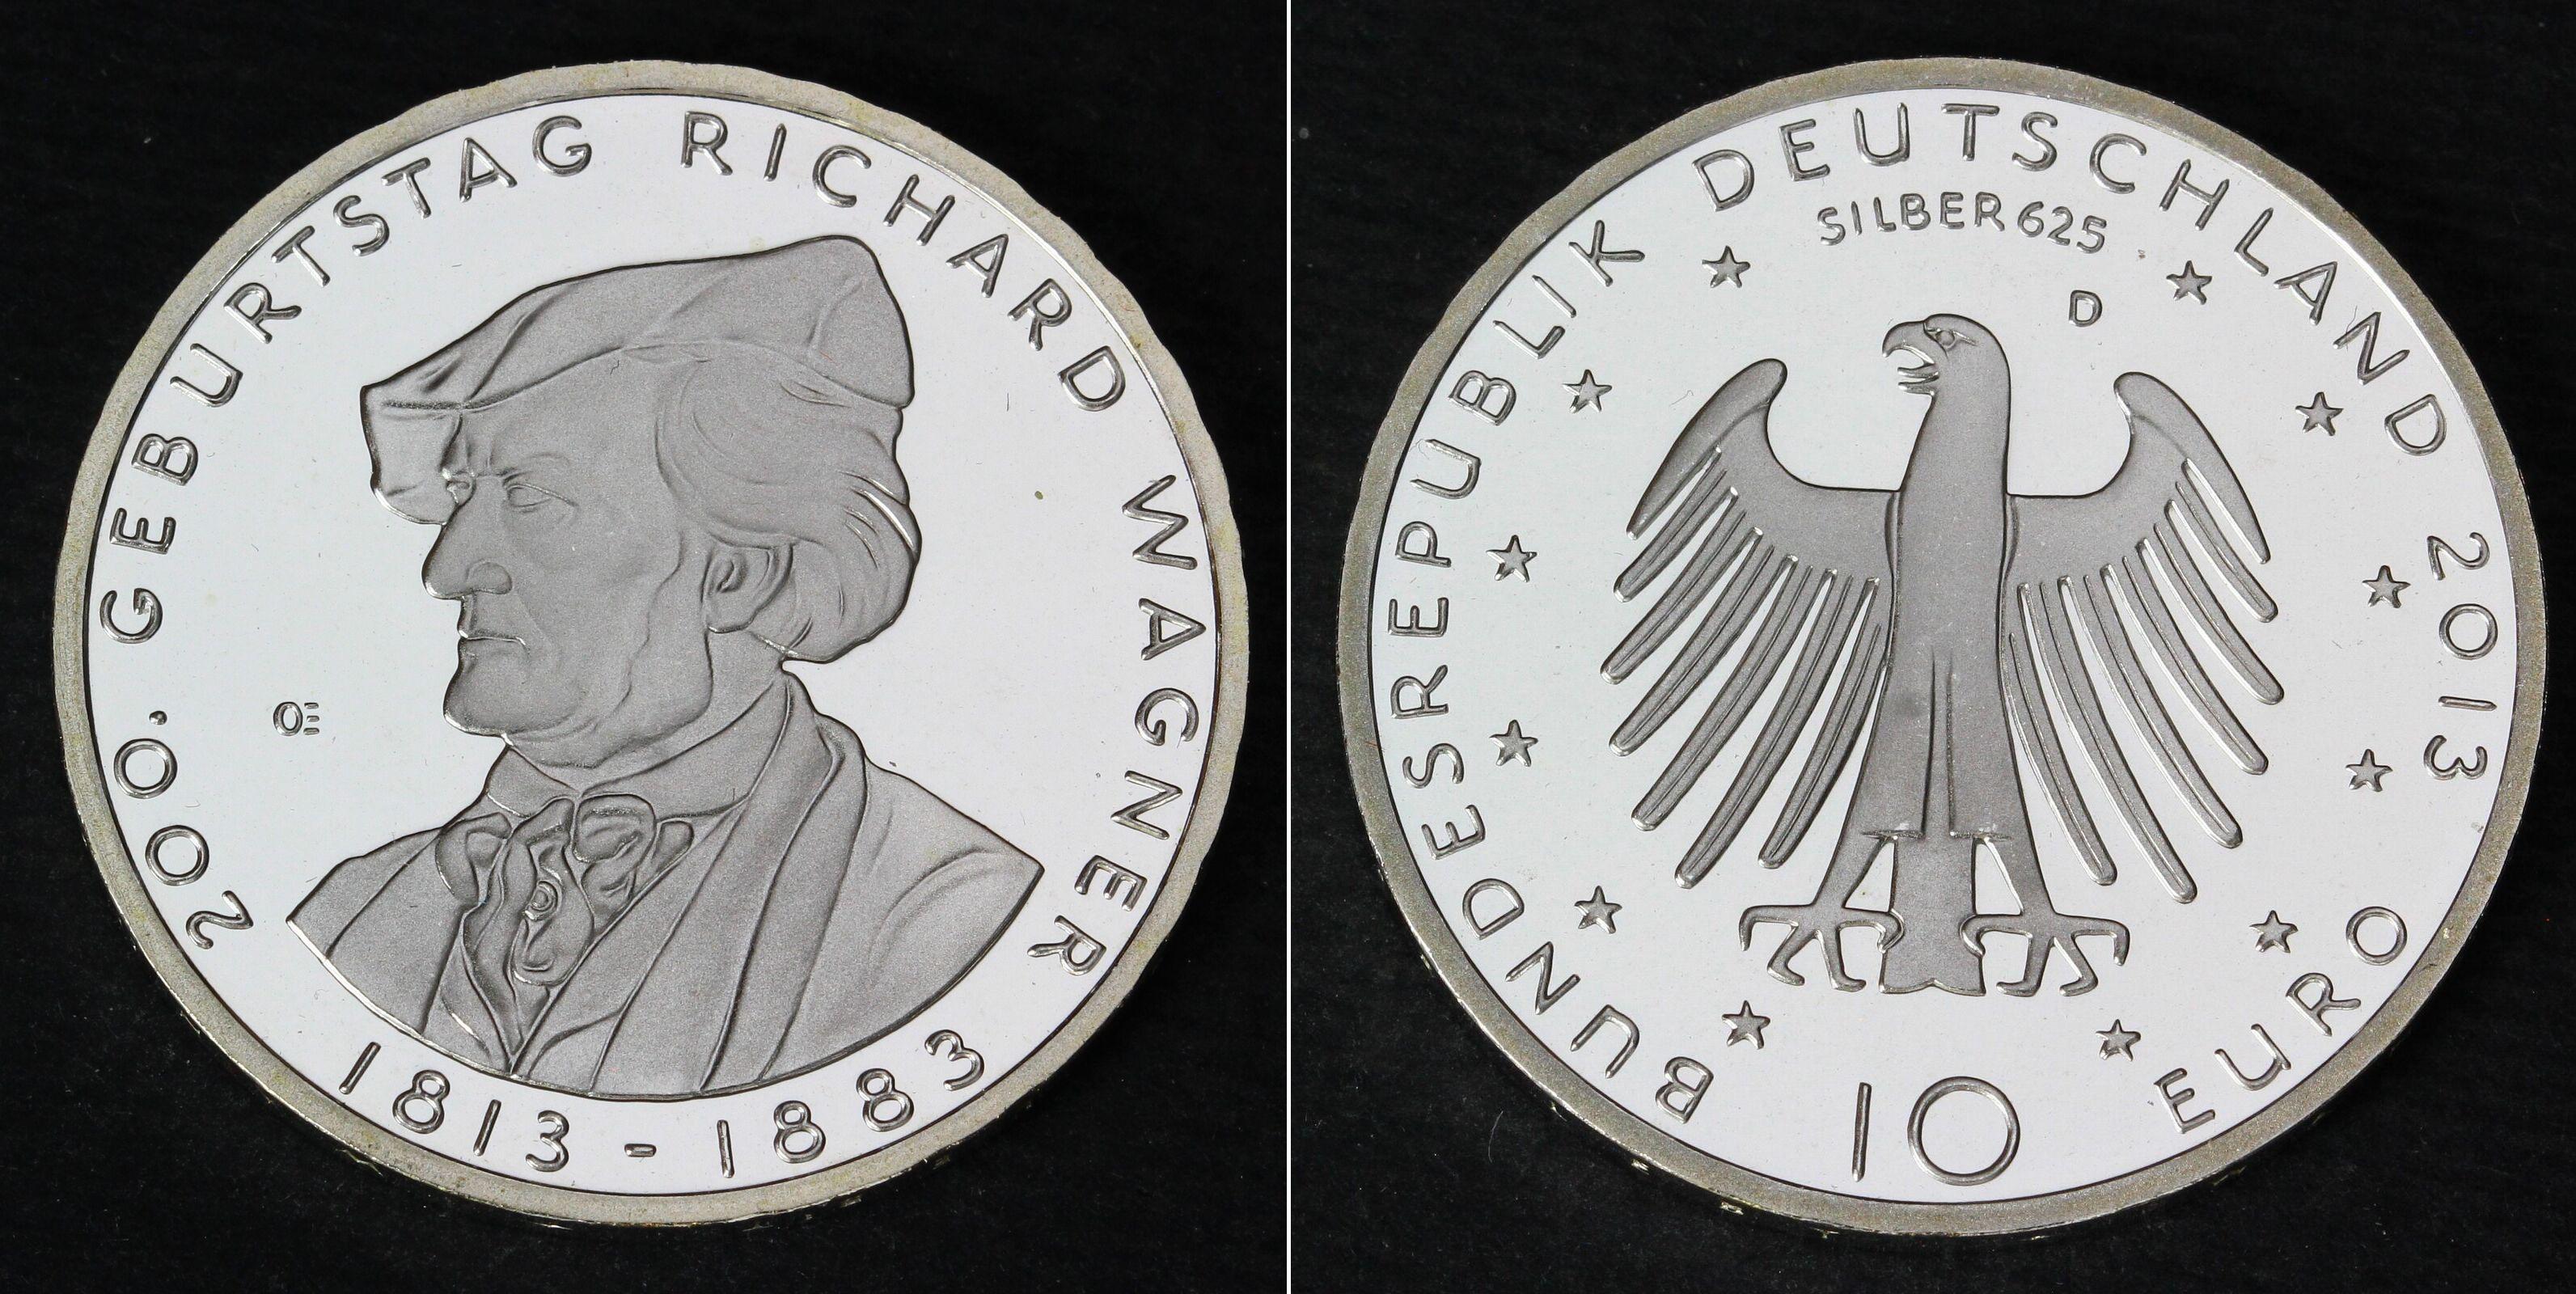 200. GEBURTSTAG RICHARD WAGNER
1813 - 1883
BUNDESREPUBLIK DEUTSCHLAND 2013
SILBER 625
D
10 EURO